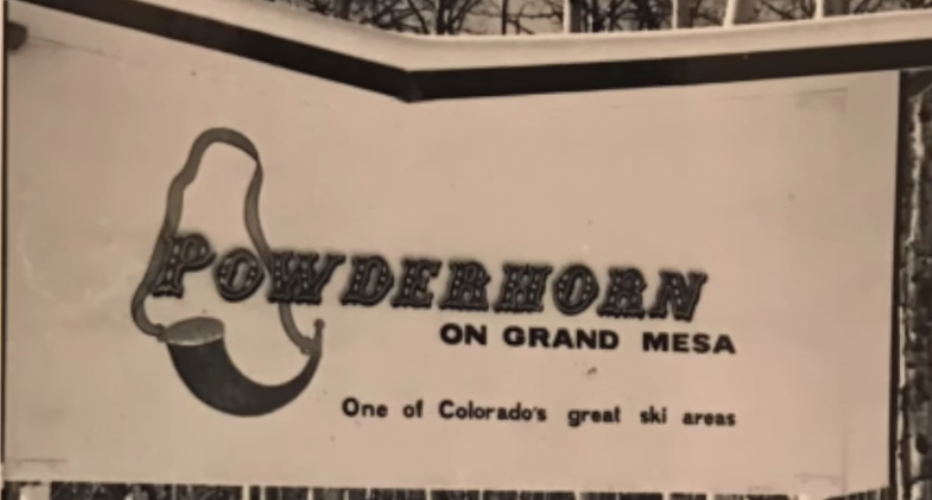 POWDERHORN
ON GRAND MESA
One of Colorado's great ski areas